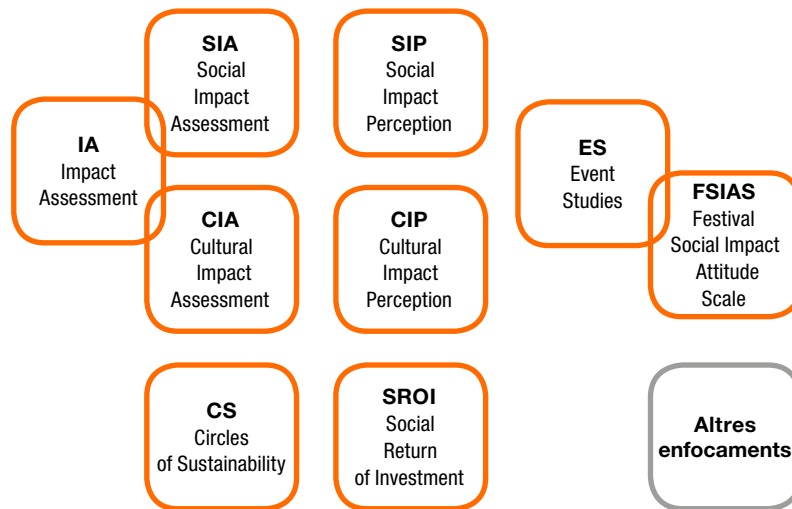 SIA
Social
Impact
Assessment
SIP
Social
Impact
Perception
IA
Impact
Assessment
ES
Event
Studies
FSIAS
Festival
Social Impact
Attitude
Scale
CIA
Cultural
Impact
Assessment
CIP
Cultural
Impact
Perception
CS
Circles
of Sustainability
SROI
Social
Return
of Investment
Altres
enfocaments